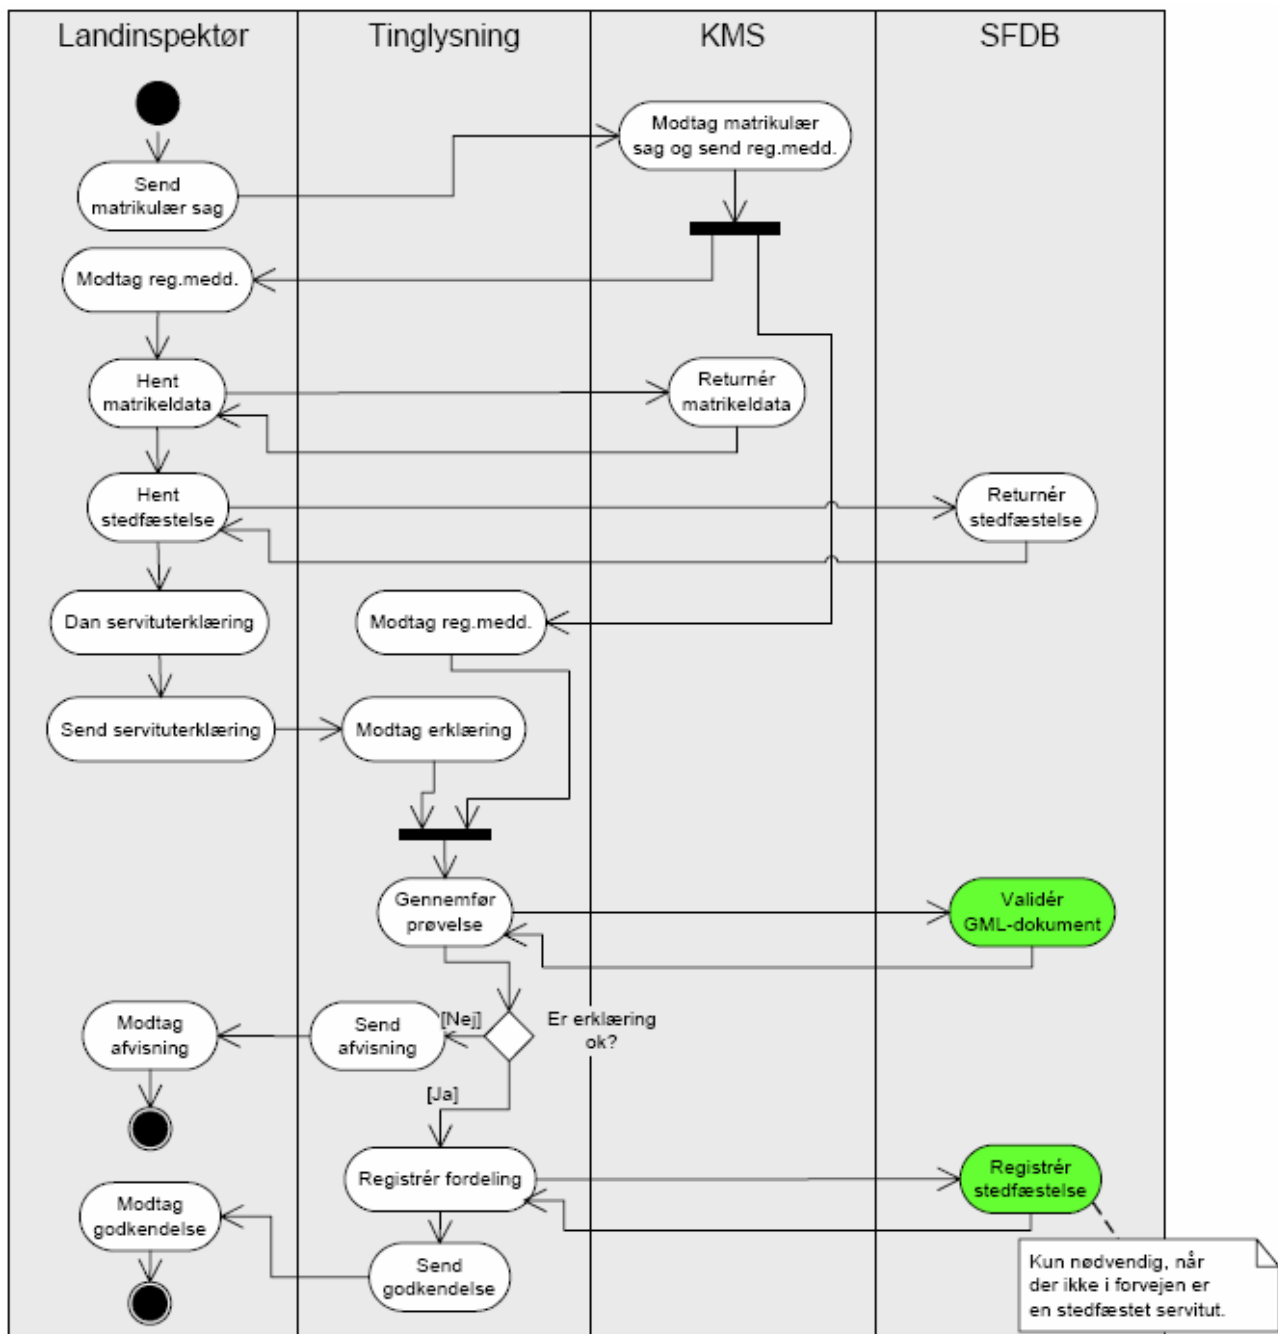 Landinspektør
Tinglysning
KMS
SFDB
Modtag matrikulær
sag og send reg.medd.
Send
matrikulær sag
Modtag reg.medd.
Hent
matrikeldata
Returnér
matrikeldata
Hent
stedfæstelse
Returnér
stedfæstelse
Dan servituterklæring
Modtag reg.medd.
Send servituterklæring
Modtag erklæring
Gennemfør
prøvelse
Validér
GML-dokument
Modtag
afvisning
Send
afvisning
[Nej]
Er erklæring
ok?
[Ja]
Registrér fordeling
Registrér
stedfæstelse
Modtag
godkendelse
Send
godkendelse
Kun nødvendig, når
der ikke i forvejen er
en stedfæstet servitut.